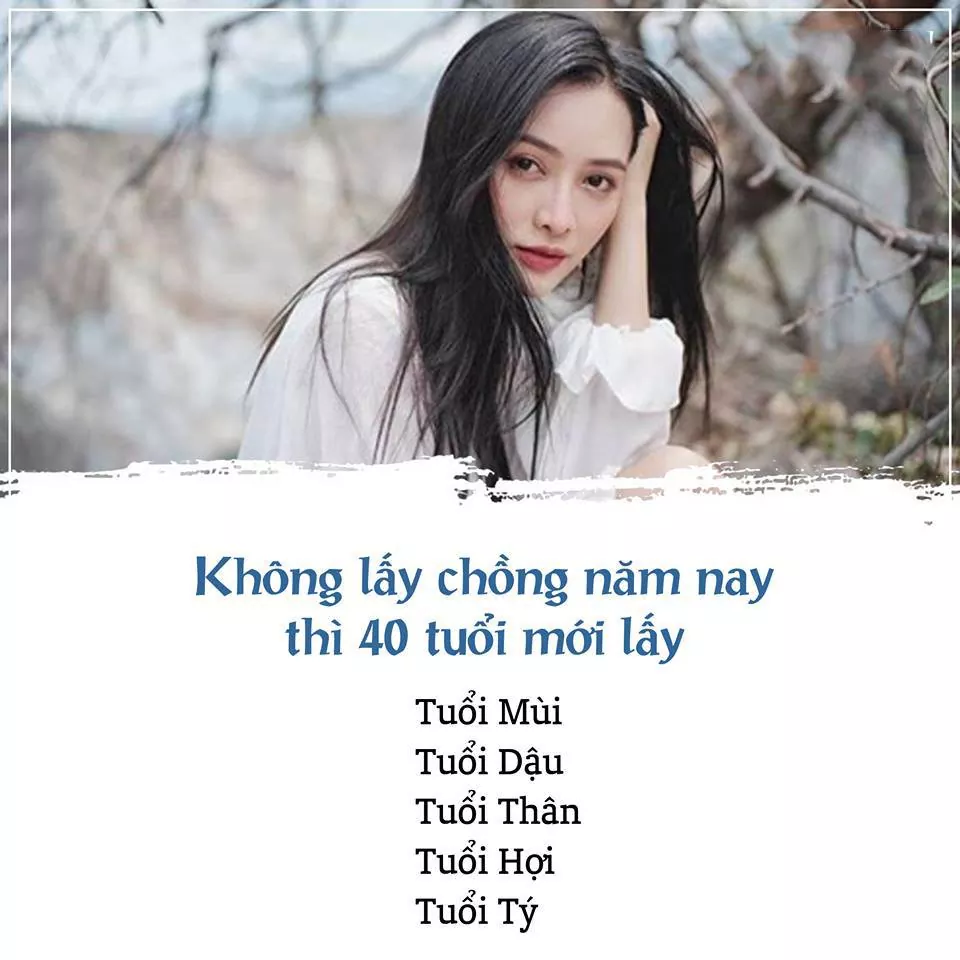 Không lấy chồng năm nay
thì 40 tuổi mới lấy
Tuổi Mùi
Tuổi Dậu
Tuổi Thân
Tuổi Hợi
Tuổi Tý